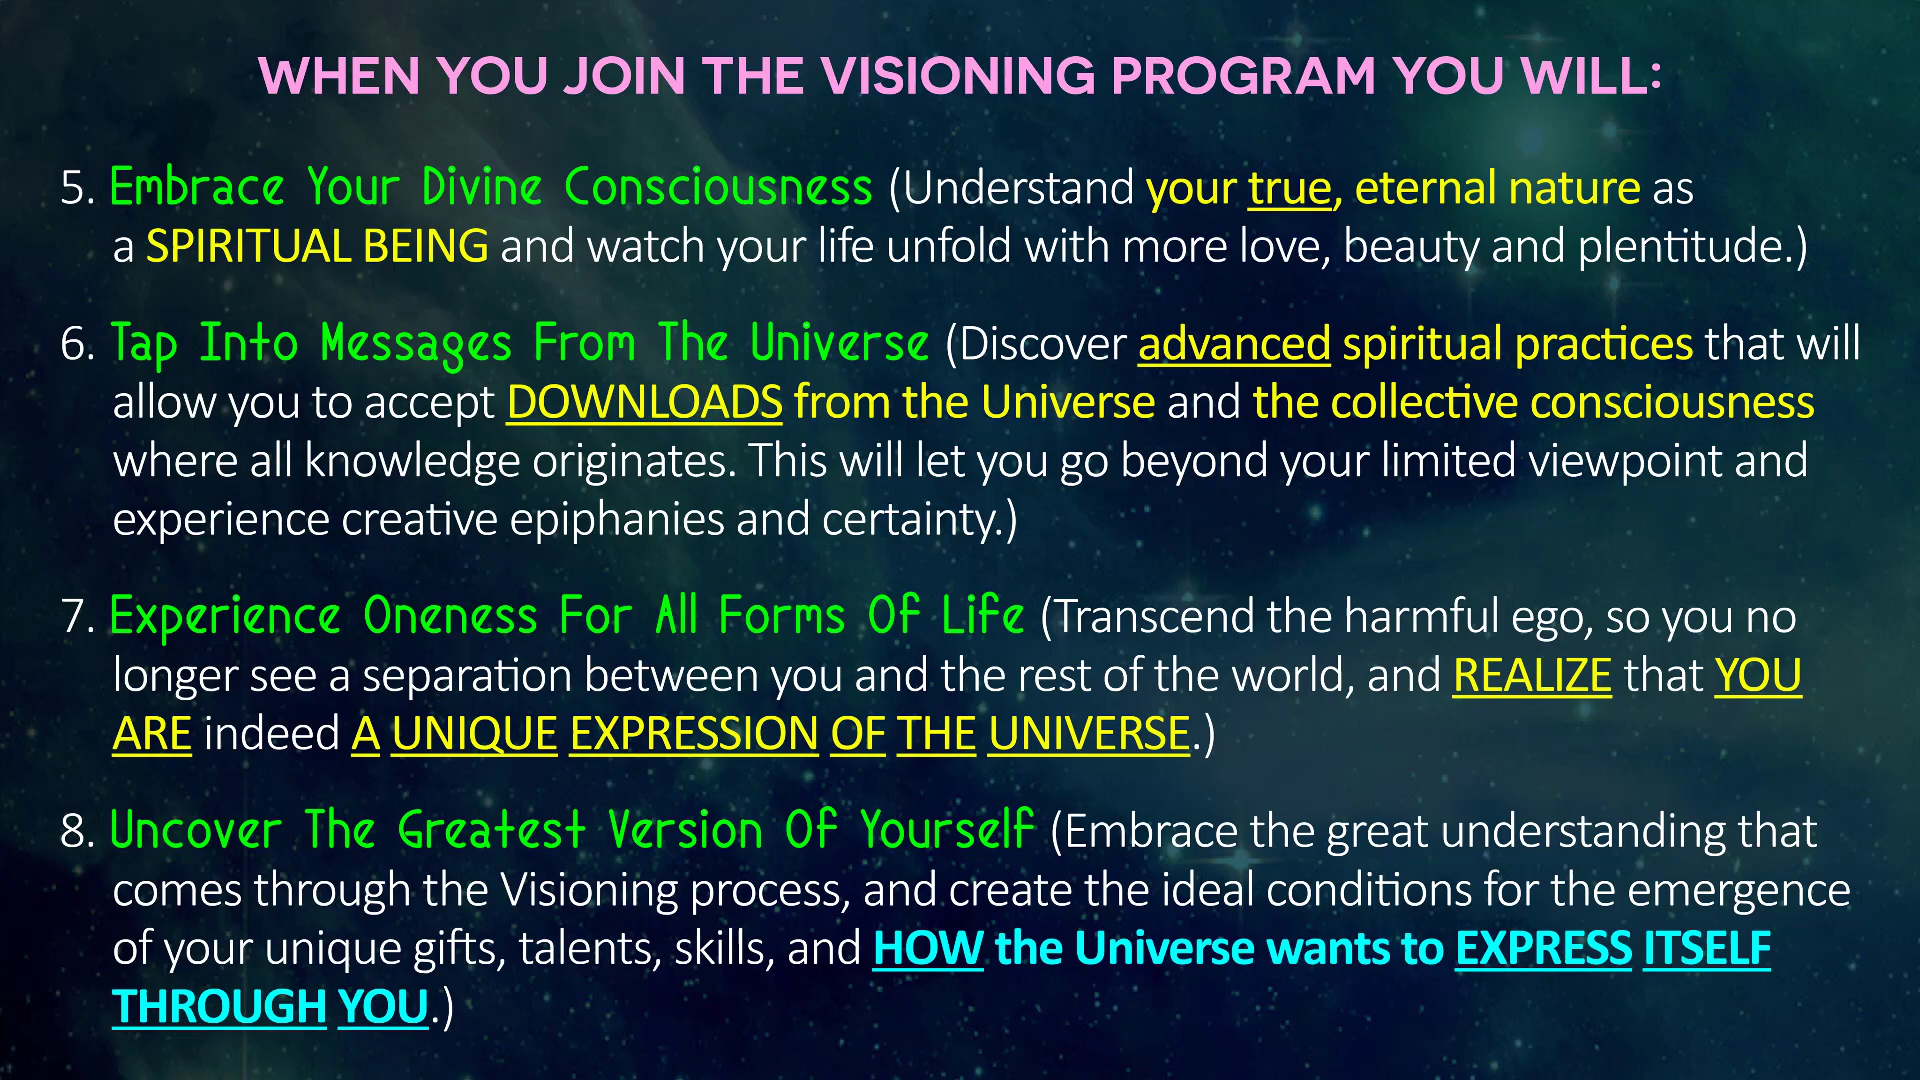 WHEN YOU JOIN THE VISIONING PROGRAM YOU WILL:
5. Embrace Your Divine Consciousness (Understand your true, eternal nature as
a SPIRITUAL BEING and watch your life unfold with more love, beauty and plentitude.)
6. Tap Into Messages From The Universe (Discover advanced spiritual practices that will
allow you to accept DOWNLOADS from the Universe and the collective consciousness
where all knowledge originates. This will let you go beyond your limited viewpoint and
experience creative epiphanies and certainty.)
7. Experience Oneness For All Forms Of Life (Transcend the harmful ego, so you no
longer see a separation between you and the rest of the world, and REALIZE that YOU
ARE indeed A UNIQUE EXPRESSION OF THE UNIVERSE.)
8. Uncover The Greatest Version Of Yourself (Embrace the great understanding that
comes through the Visioning process, and create the ideal conditions for the emergence
of your unique gifts, talents, skills, and HOW the Universe wants to EXPRESS ITSELF
THROUGH YOU.)